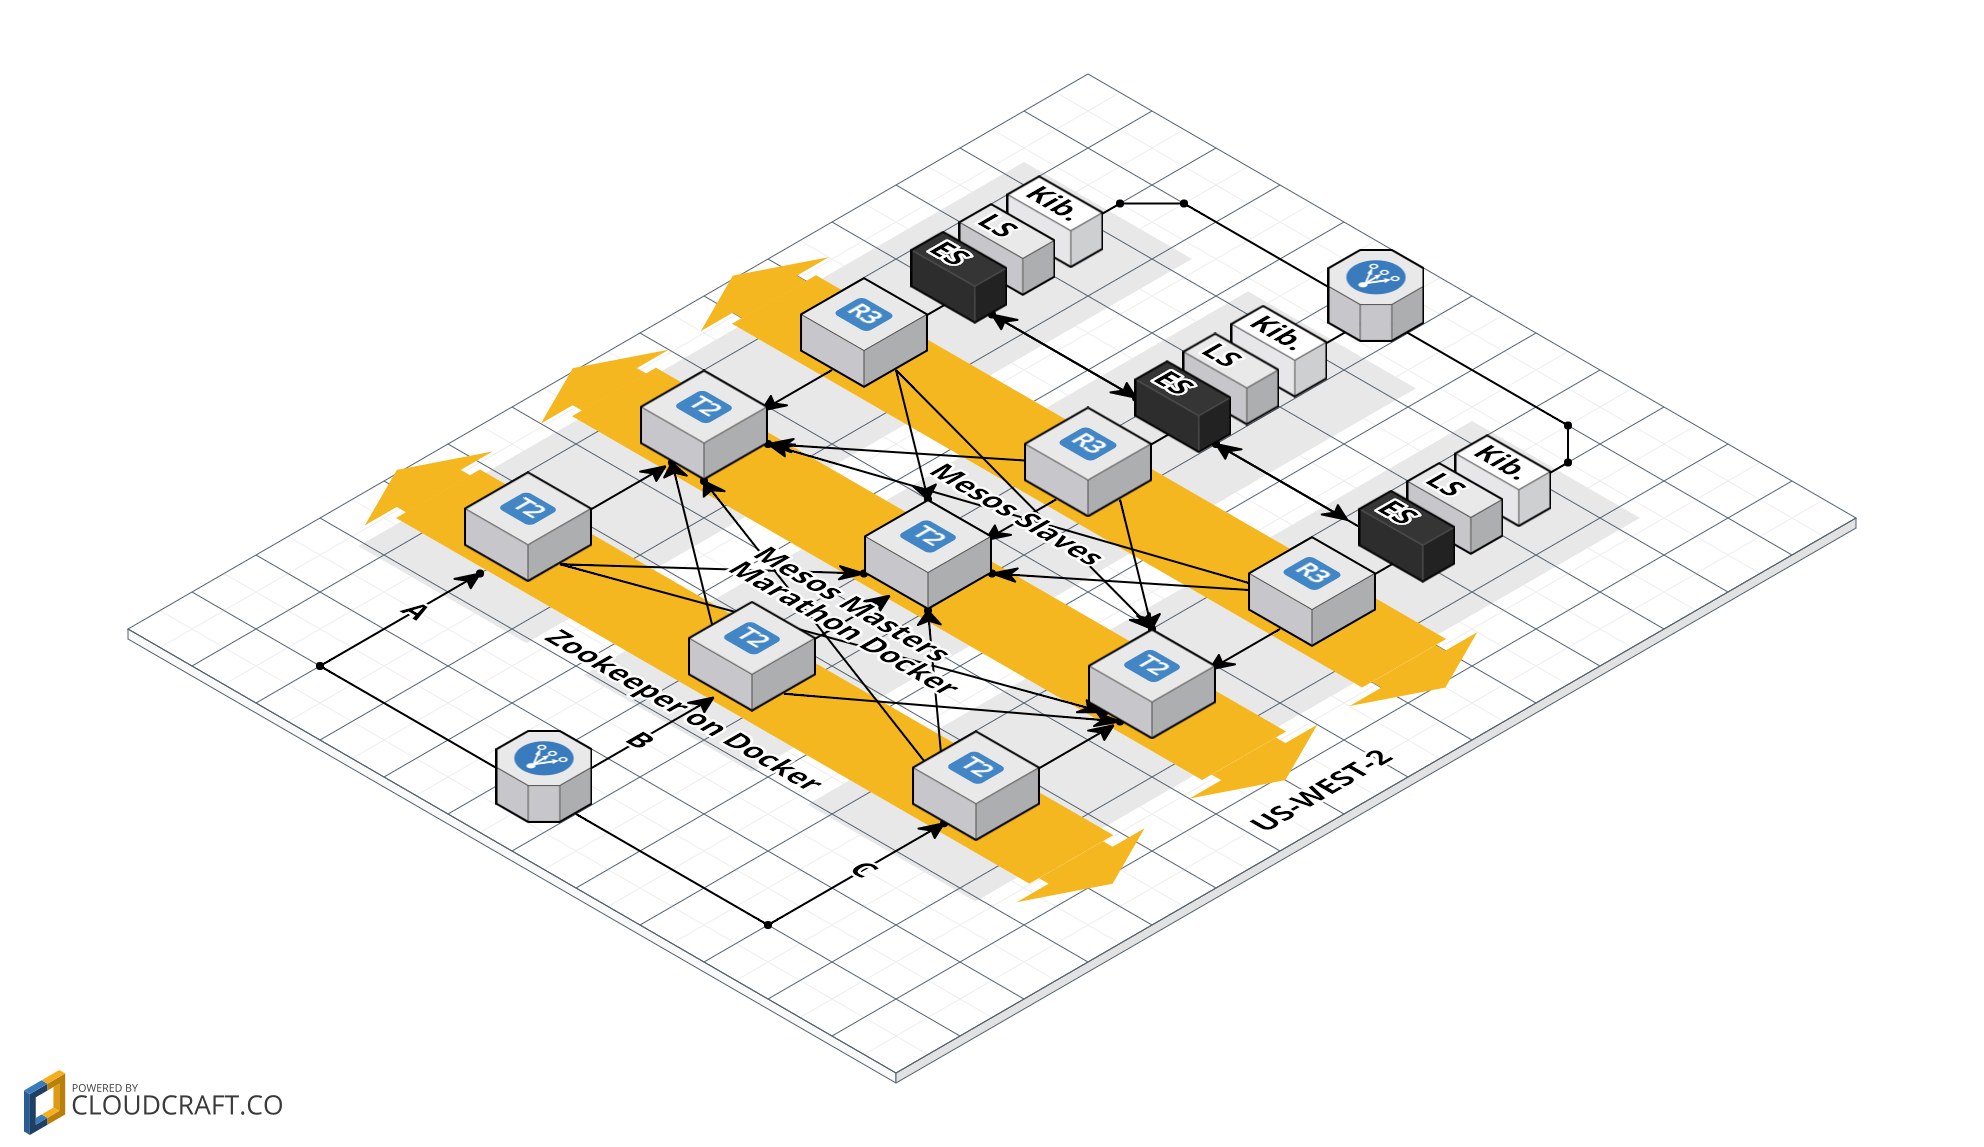 Kib.
LS
ES
R3
Kib.
LS
ES
T2
R3
Kib.
LS
ES
T2
Mesos-Slaves
T2
R3
Mesos Masters
Marathon Docker
A
T2
T2
Zookeeper on Docker
B
T2
US-WEST-2
C
POWERED BY
CLOUDCRAFT.CO